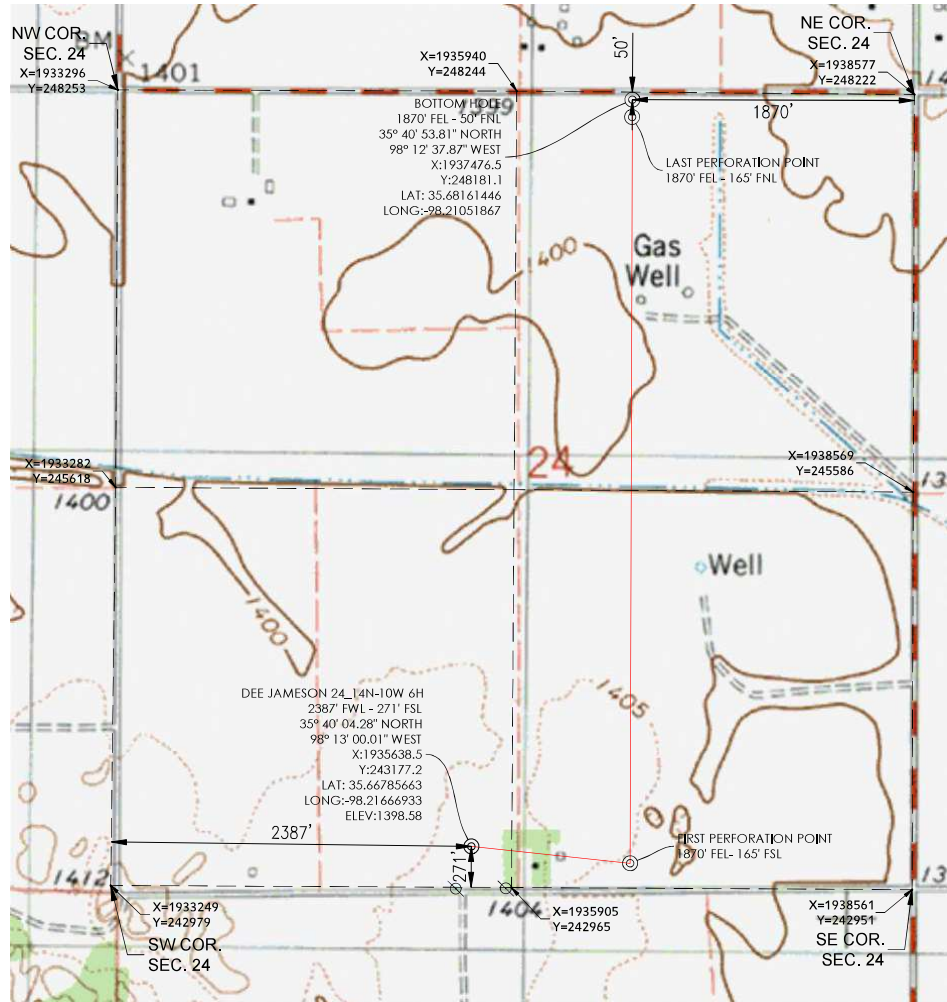 NW COR.
SEC. 24
X=1933296
Y=248253
BM
1401
X=1935940
Y=248244
50'
NE COR.
SEC. 24
X=1938577
Y=248222
1870'
1399
BOTTOM HOLE
1870' FEL - 50' FNL
35° 40' 53.81" NORTH
98° 12' 37.87" WEST
X:1937476.5
Y:248181.1
LAT: 35.68161446
LONG:-98.21051867
LAST PERFORATION POINT
1870' FEL - 165' FNL
1400
Gas
Well
24
X=1933282
Y=245618
1400
X=1938569
Y=245586
Well
1400
1405
DEE JAMESON 24_14N-10W 6H
2387' FWL - 271' FSL
35° 40' 04.28" NORTH
98° 13' 00.01" WEST
X:1935638.5
Y:243177.2
LAT: 35.66785663
LONG:-98.21666933
ELEV:1398.58
2387'
271'
FIRST PERFORATION POINT
1870' FEL- 165' FSL
1412
1404
X=1933249
Y=242979
SW COR.
SEC. 24
X=1935905
Y=242965
X=1938561
Y=242951
SE COR.
SEC. 24